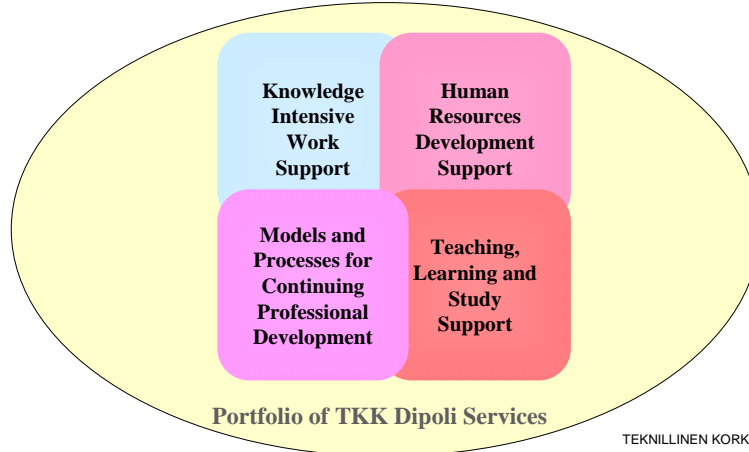 Knowledge
Intensive
Work
Support
Human
Resources
Development
Support
Models and
Processes for
Continuing
Professional
Development
Teaching,
Learning and
Study
Support
Portfolio of TKK Dipoli Services
TEKNILLINEN KORK